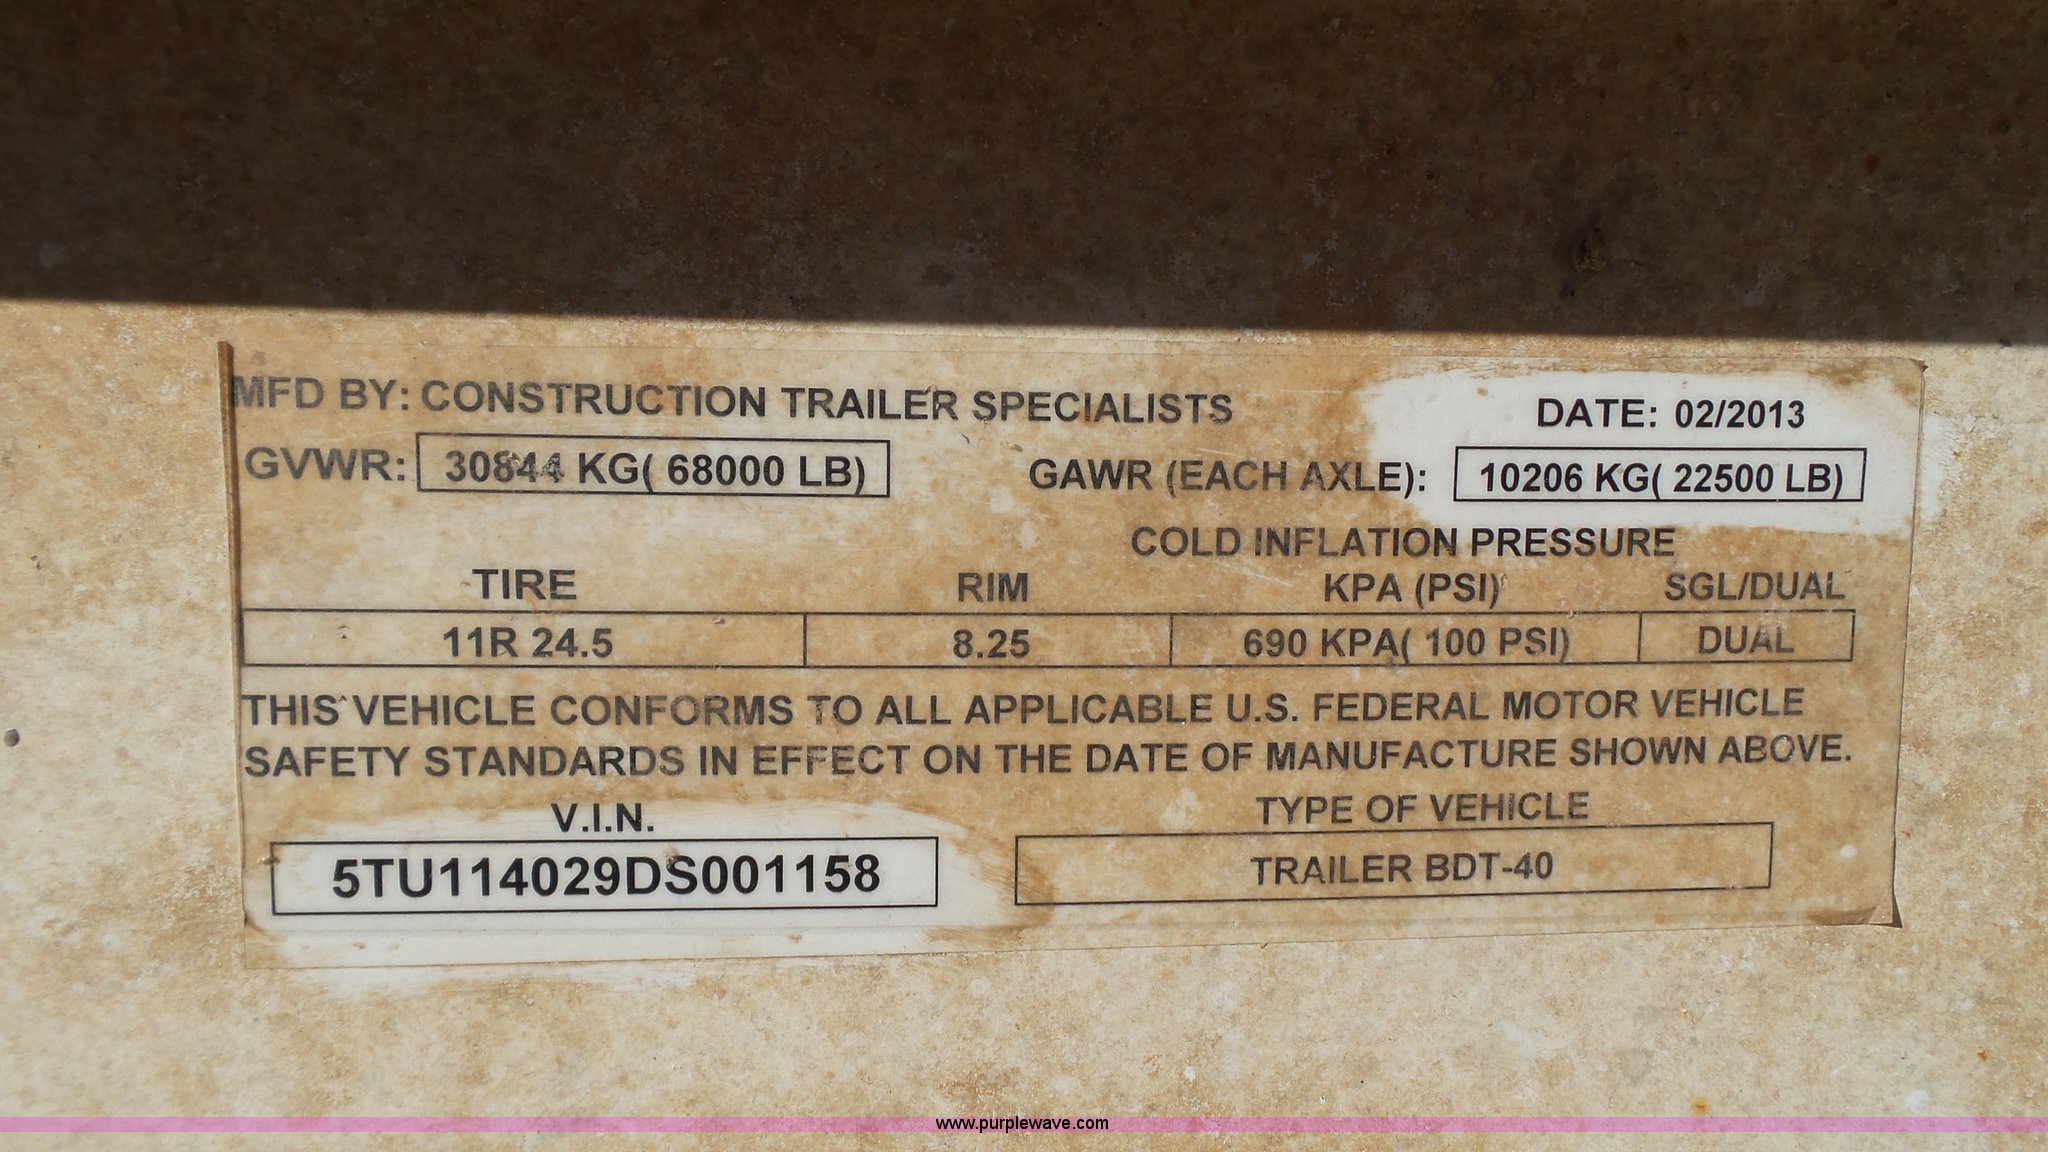 MFD BY: CONSTRUCTION TRAILER SPECIALISTS DATE: 02/2013
GVWR: 30844 KG( 68000 LB) GAWR (EACH AXLE): 10206 KG( 22500 LB)
COLD INFLATION PRESSURE
TIRE RIM KPA (PSI) SGL/DUAL
11R 24.5 8.25 690 KPA( 100 PSI) DUAL
THIS VEHICLE CONFORMS TO ALL APPLICABLE U.S. FEDERAL MOTOR VEHICLE
SAFETY STANDARDS IN EFFECT ON THE DATE OF MANUFACTURE SHOWN ABOVE.
V.I.N. TYPE OF VEHICLE
5TU114029DS001158 TRAILER BDT-40
www.purplewave.com